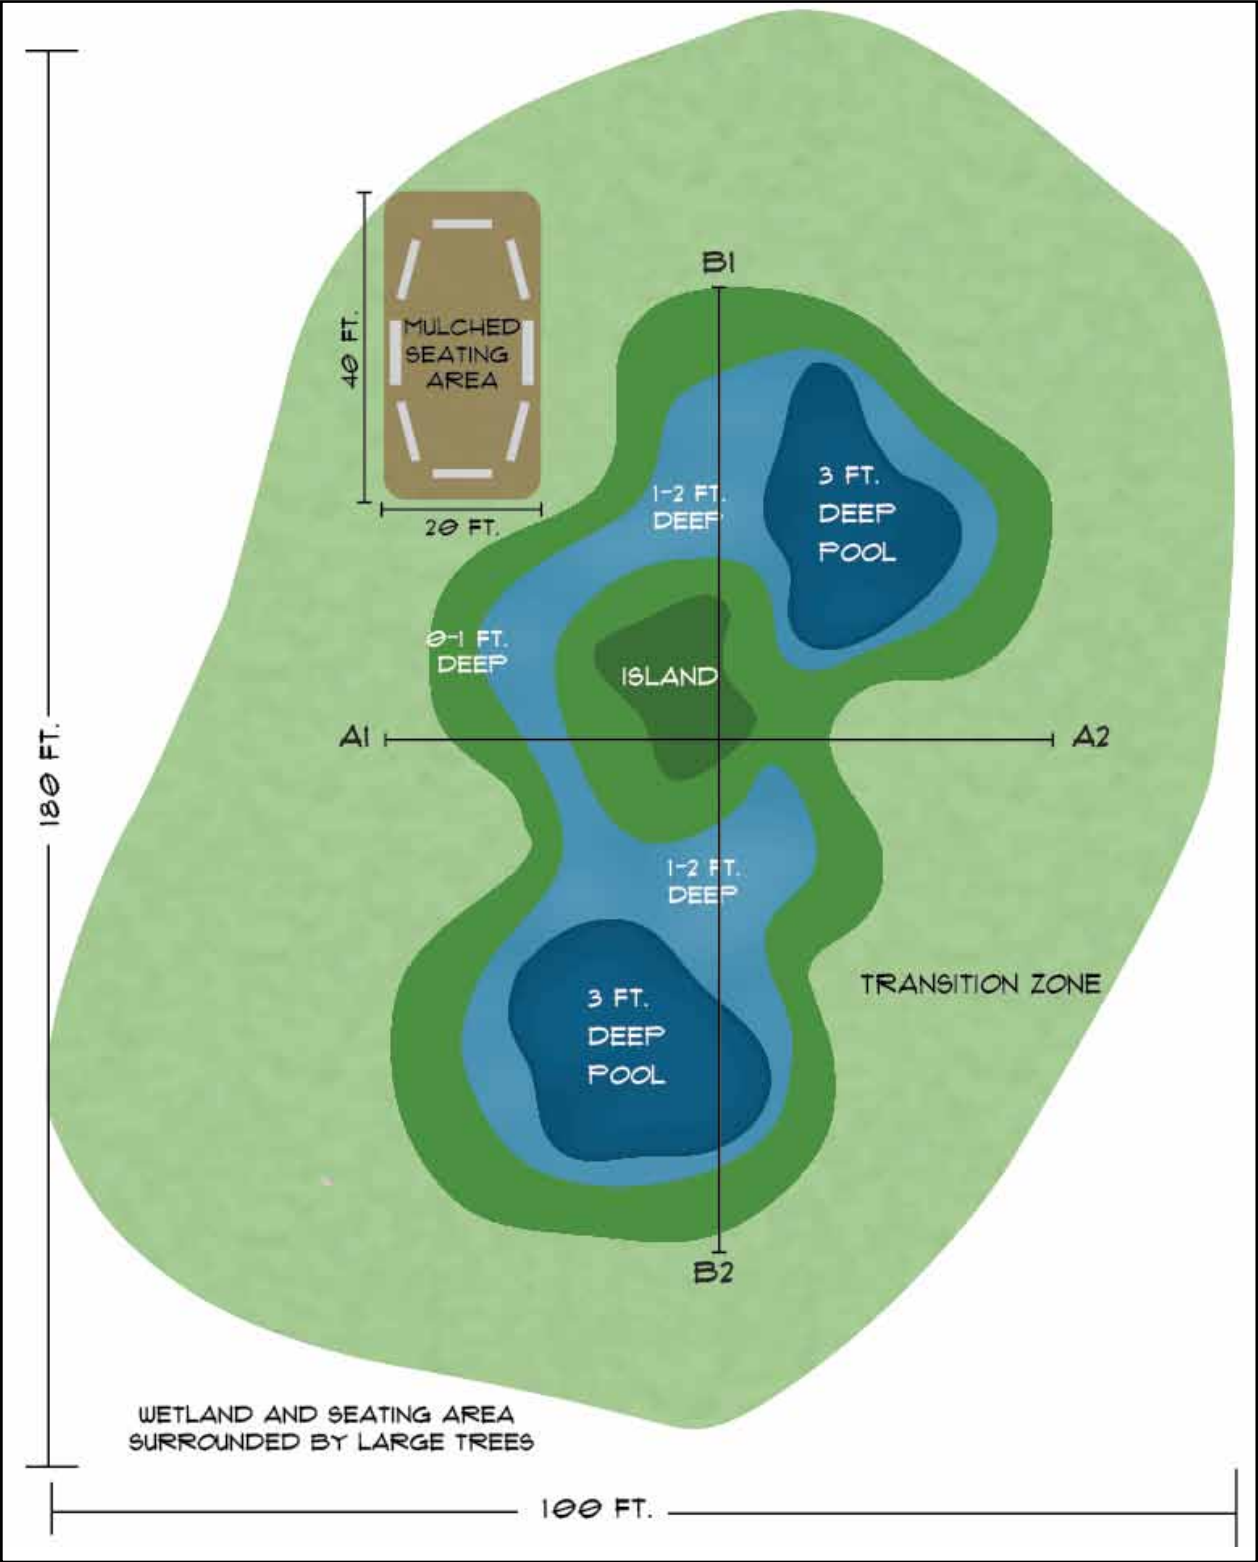 B1
MULCHED
SEATING
AREA
40 FT.
20 FT.
1-2 FT.
DEEP
3 FT.
DEEP
POOL
0-1 FT.
DEEP
ISLAND
A1
A2
180 FT.
1-2 FT.
DEEP
TRANSITION ZONE
3 FT.
DEEP
POOL
B2
WETLAND AND SEATING AREA
SURROUNDED BY LARGE TREES
100 FT.